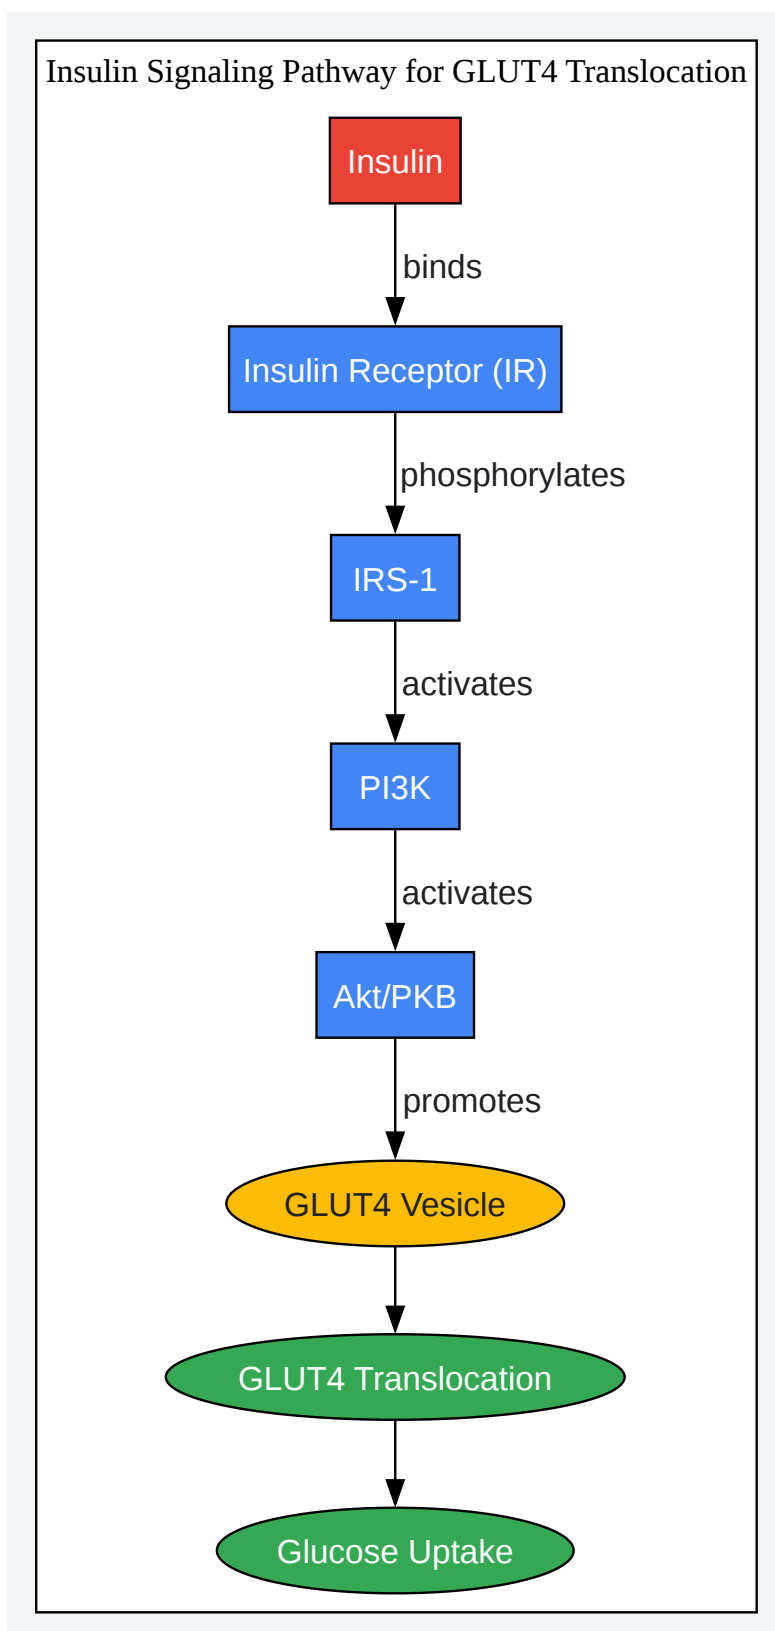 Insulin Signaling Pathway for GLUT4 Translocation
Insulin
binds
Insulin Receptor (IR)
phosphorylates
IRS-1
activates
PI3K
activates
Akt/PKB
promotes
GLUT4 Vesicle
GLUT4 Translocation
Glucose Uptake